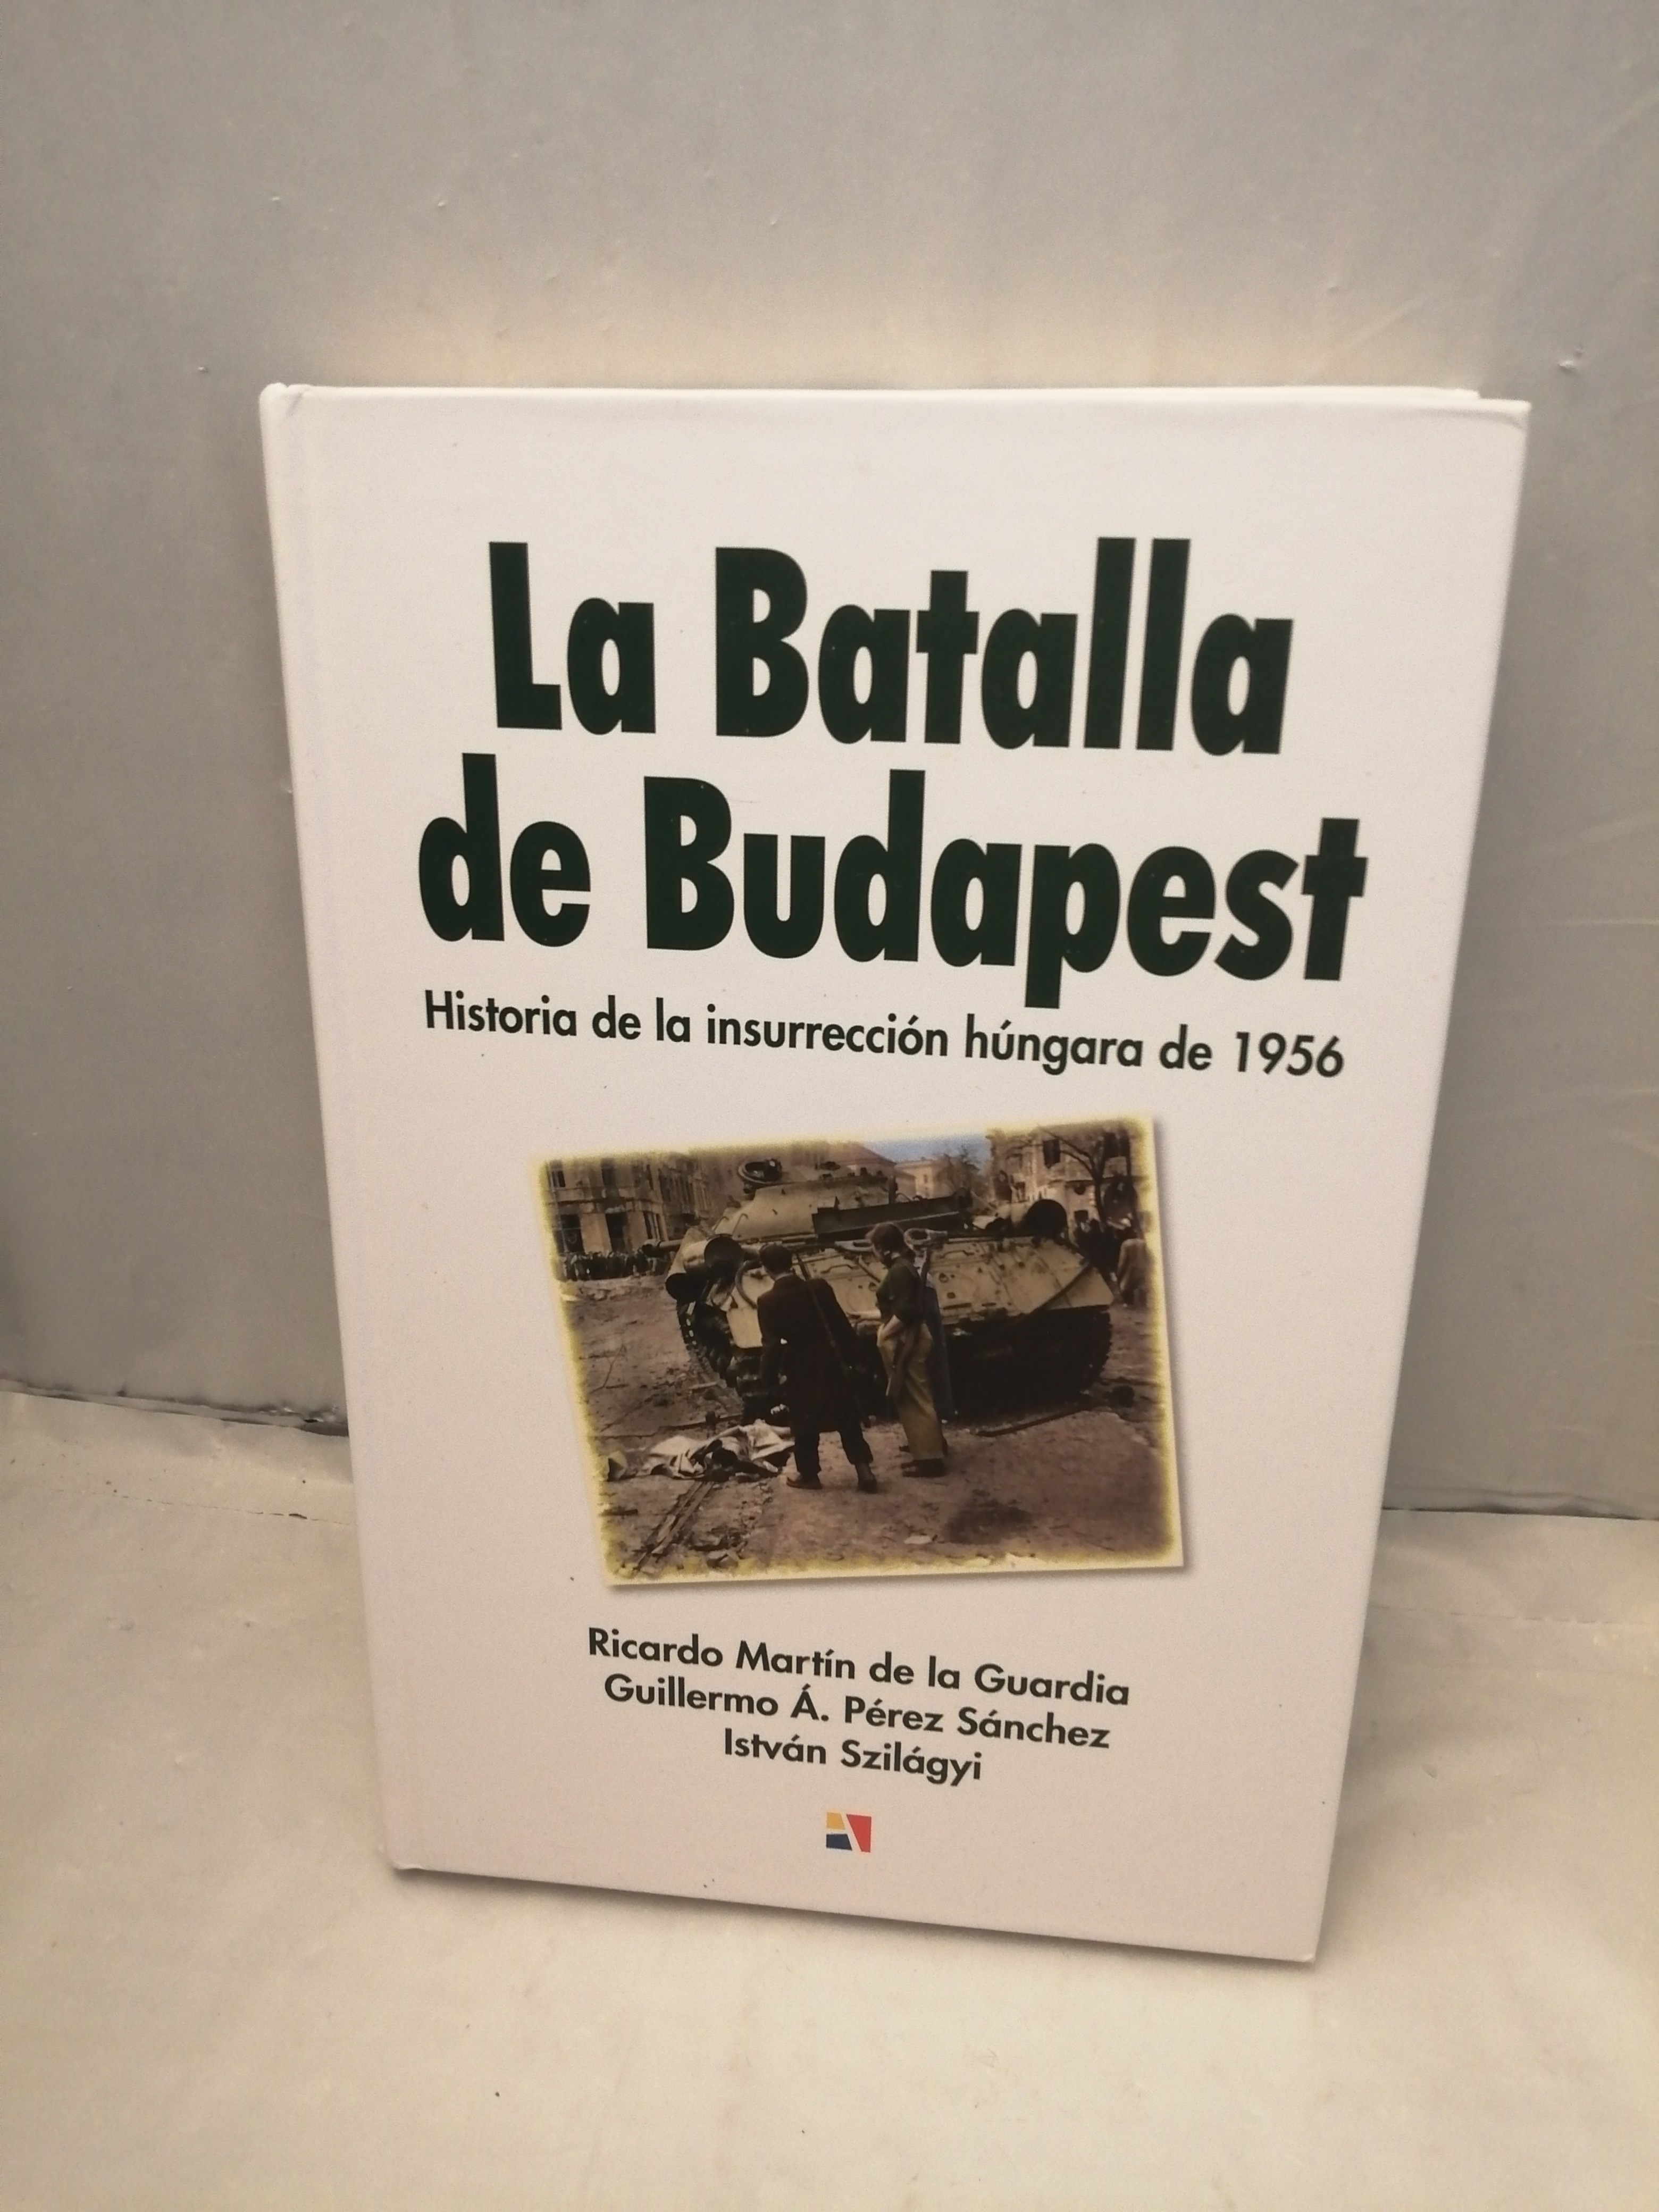 La Batalla
de Budapest
Historia de la insurrección húngara de 1956
Ricardo Martín de la Guardia
Guillermo Á. Pérez Sánchez
István Szilágyi